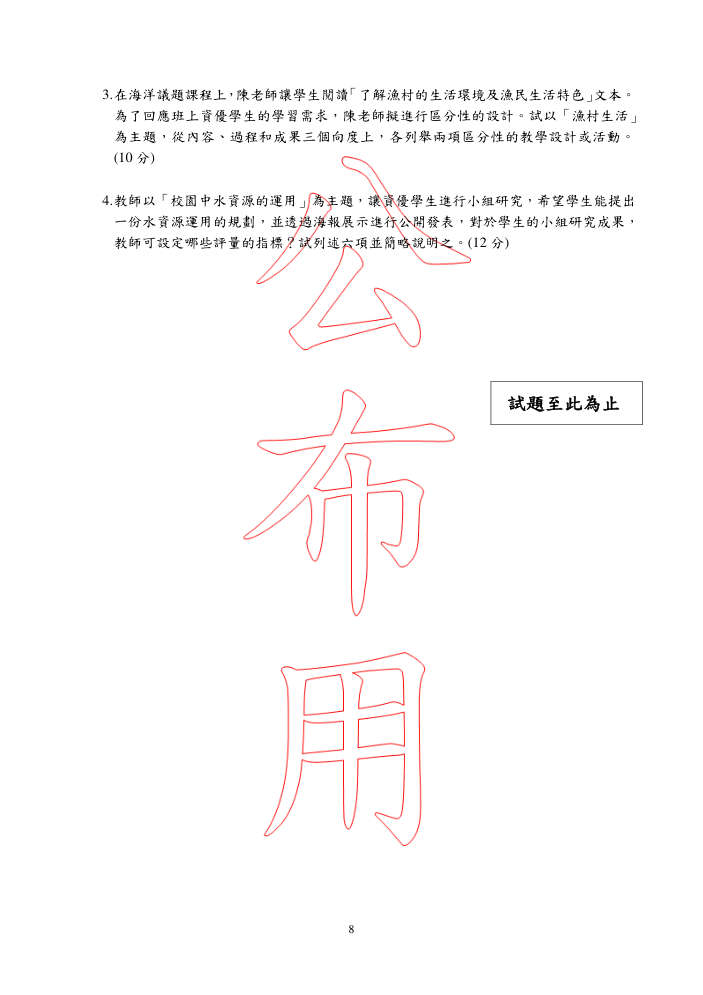 3.在海洋議題課程上，陳老師讓學生閱讀「了解漁村的生活環境及漁民生活特色」文本。
為了回應班上資優學生的學習需求，陳老師擬進行區分性的設計。試以「漁村生活」
為主題，從內容、過程和成果三個向度上，各列舉兩項區分性的教學設計或活動。
(10 分)
4.教師以「校園中水資源的運用」為主題，讓資優學生進行小組研究，希望學生能提出
一份水資源運用的規劃，並透過海報展示進行公開發表，對於學生的小組研究成果，
教師可設定哪些評量的指標？試列述六項並簡略說明之。(12 分)
試題至此為止
公
布
用
8